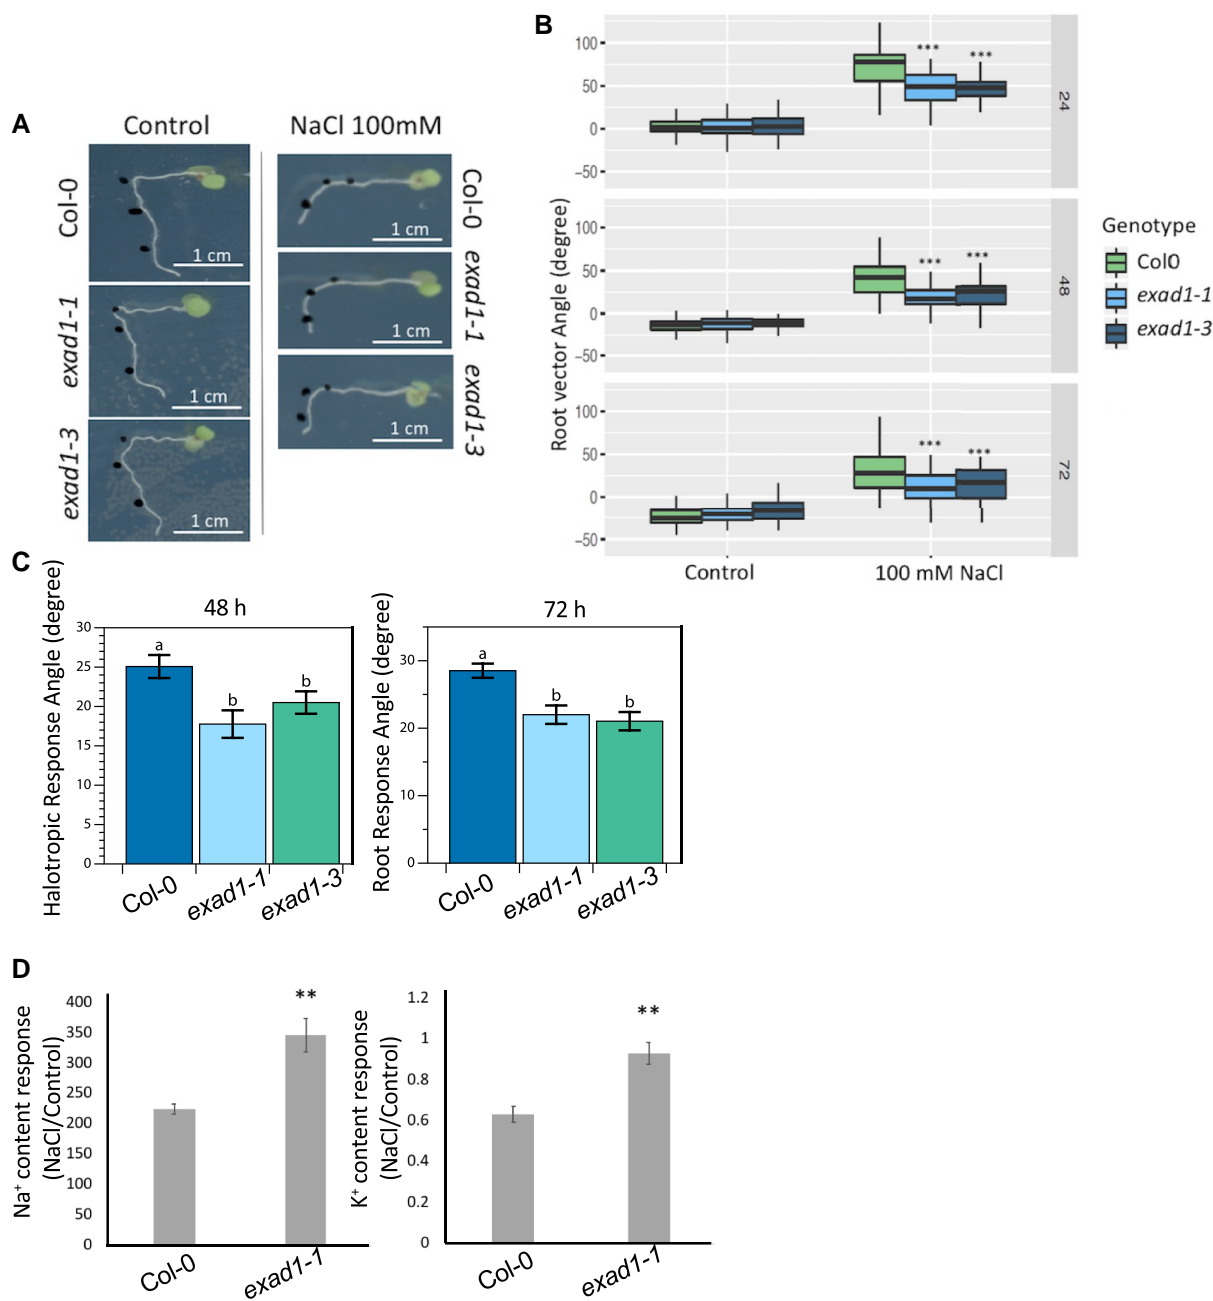 A
Control
NaCl 100mM
Col-0
1 cm
exad1-1
1 cm
exad1-3
1 cm
1 cm
Col-0
1 cm
exad1-1
1 cm
exad1-3
B
Root vector Angle (degree)
100
50
0
−50
24
***
***
100
50
0
−50
48
***
***
100
50
0
−50
72
***
***
Control
100 mM NaCl
Genotype
Col0
exad1-1
exad1-3
C
48 h
Halotropic Response Angle (degree)
30
25
20
15
10
5
0
a
b
b
Col-0
exad1-1
exad1-3
72 h
Root Response Angle (degree)
30
20
10
0
a
b
b
Col-0
exad1-1
exad1-3
D
Na+ content response
(NaCl/Control)
400
350
300
250
200
150
100
50
0
**
Col-0
exad1-1
K+ content response
(NaCl/Control)
1.2
1
0.8
0.6
0.4
0.2
0
**
Col-0
exad1-1